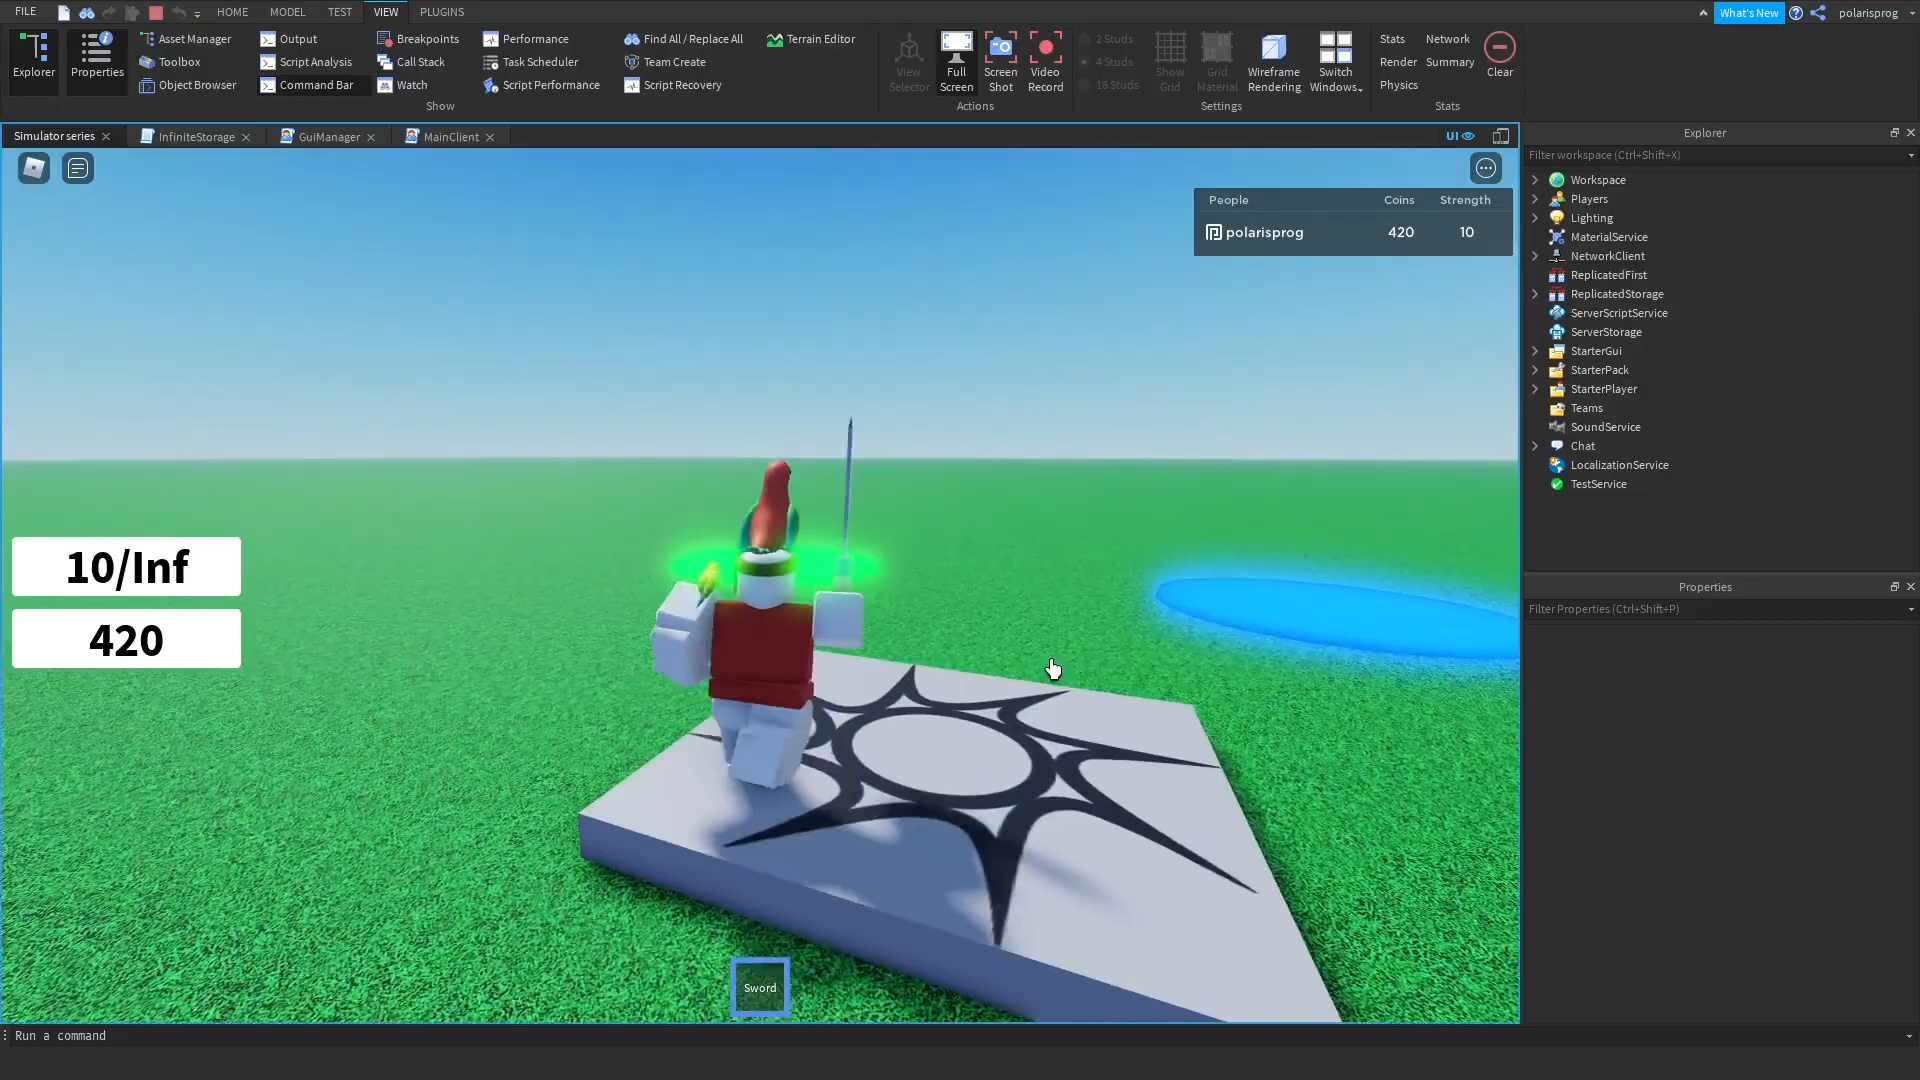 FILE HOME MODEL TEST VIEW PLUGINS What's New polarisprog
Explorer
Properties
Asset Manager
Toolbox
Object Browser
Output
Script Analysis
Command Bar
Breakpoints
Call Stack
Watch
Performance
Task Scheduler
Script Performance
Find All / Replace All
Team Create
Script Recovery
Terrain Editor
Show
View
Selector
Full
Screen
Screen
Shot
Video
Record
Actions
2 Studs
4 Studs
16 Studs
Show
Grid
Grid
Material
Wireframe
Rendering
Switch
Windows
Settings
Stats
Render
Physics
Network
Summary
Clear
Stats
Simulator series InfiniteStorage GuiManager MainClient UI
People Coins Strength
polarisprog 420 10
10/Inf
420
Sword
Explorer
Filter workspace (Ctrl+Shift+X)
Workspace
Players
Lighting
MaterialService
NetworkClient
ReplicatedFirst
ReplicatedStorage
ServerScriptService
ServerStorage
StarterGui
StarterPack
StarterPlayer
Teams
SoundService
Chat
LocalizationService
TestService
Properties
Filter Properties (Ctrl+Shift+P)
Run a command